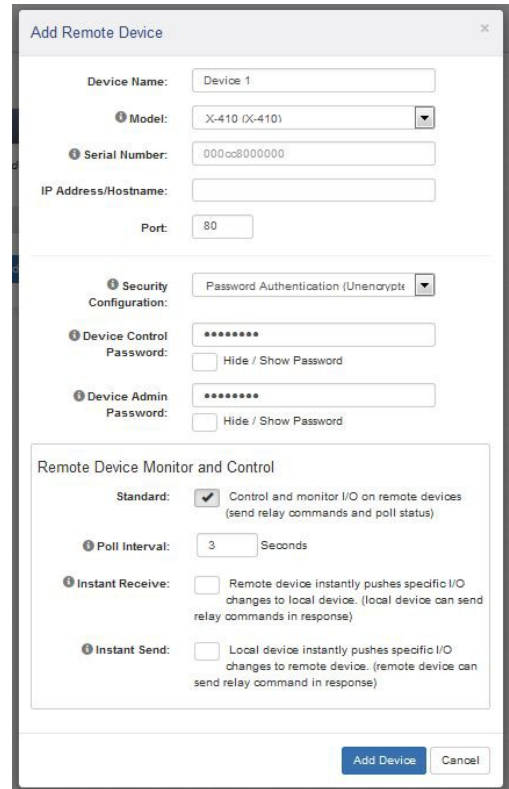 Add Remote Device ×
Device Name: Device 1
Model: X-410 (X-410)
Serial Number: 000cc8000000
IP Address/Hostname:
Port: 80
Security Configuration: Password Authentication (Unencrypte
Device Control Password: ●●●●●●●●
Hide / Show Password
Device Admin Password: ●●●●●●●●
Hide / Show Password
Remote Device Monitor and Control
Standard: Control and monitor I/O on remote devices
(send relay commands and poll status)
Poll Interval: 3 Seconds
Instant Receive: Remote device instantly pushes specific I/O
changes to local device. (local device can send
relay commands in response)
Instant Send: Local device instantly pushes specific I/O
changes to remote device. (remote device can
send relay command in response)
Add Device Cancel